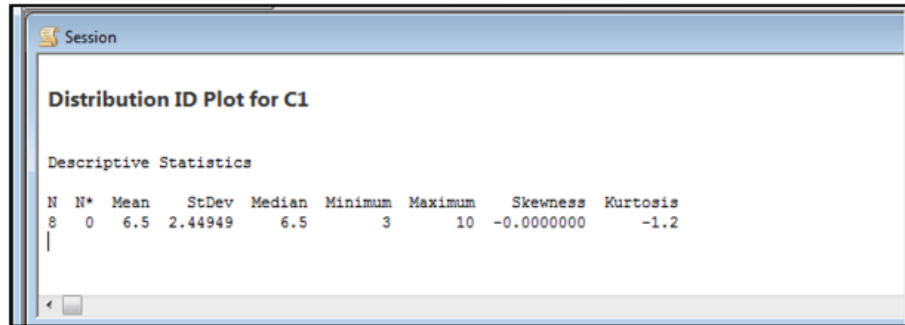 Session
Distribution ID Plot for C1
Descriptive Statistics
N N* Mean StDev Median Minimum Maximum Skewness Kurtosis
8 0 6.5 2.44949 6.5 3 10 -0.0000000 -1.2